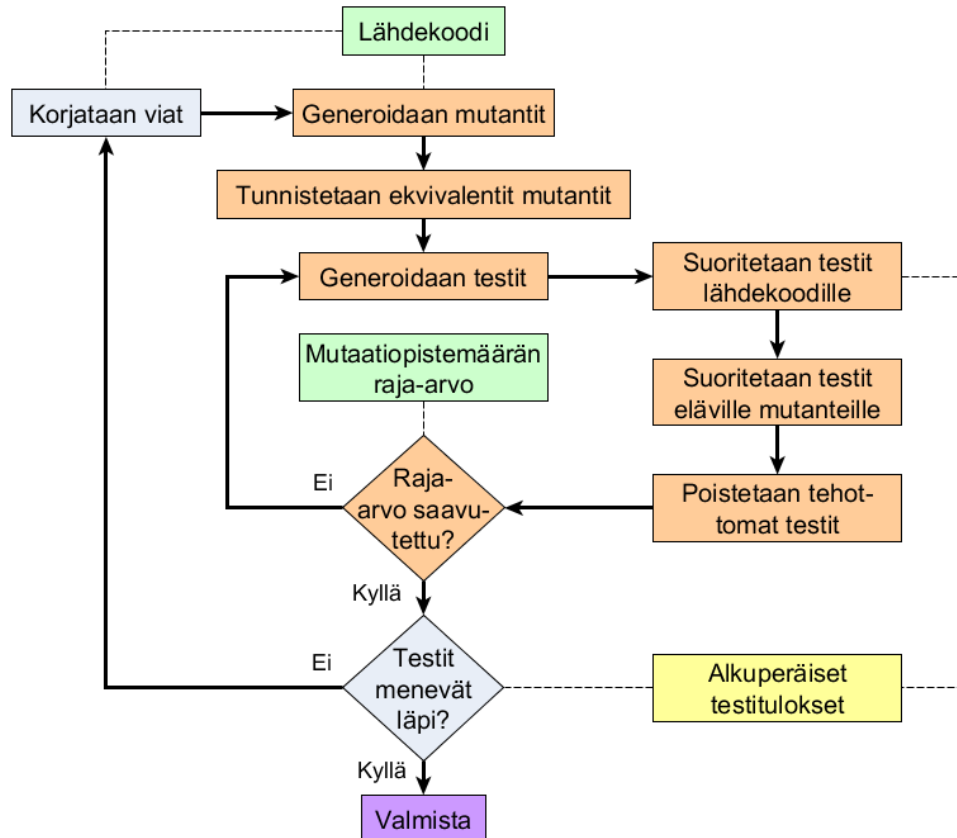 Lähdekoodi
Korjataan viat
Generoidaan mutantit
Tunnistetaan ekvivalentit mutantit
Generoidaan testit
Suoritetaan testit
lähdekoodille
Mutaatiopistemäärän
raja-arvo
Suoritetaan testit
eläville mutanteille
Ei
Raja-
arvo saavu-
tettu?
Poistetaan tehot-
tomat testit
Kyllä
Ei
Testit
menevät
läpi?
Alkuperäiset
testitulokset
Kyllä
Valmista